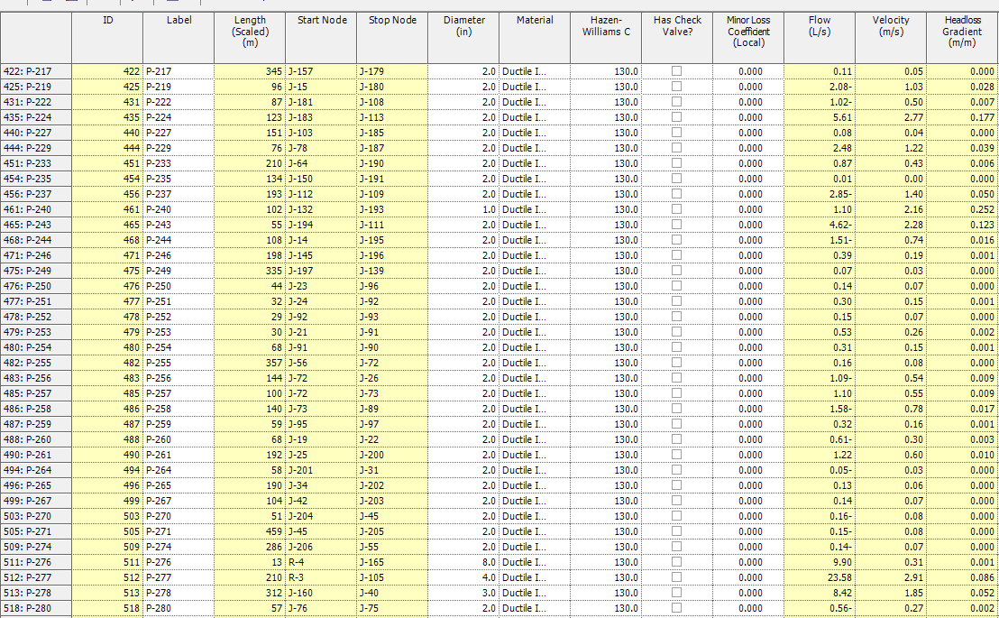 ID Label Length (Scaled) (m) Start Node Stop Node Diameter (in) Material Hazen-Williams C Has Check Valve? Minor Loss Coefficient (Local) Flow (L/s) Velocity (m/s) Headloss Gradient (m/m)
422: P-217 422 P-217 345 J-157 J-179 2.0 Ductile I... 130.0 0.000 0.11 0.05 0.000
425: P-219 425 P-219 96 J-15 J-180 2.0 Ductile I... 130.0 0.000 2.08- 1.03 0.028
431: P-222 431 P-222 87 J-181 J-108 2.0 Ductile I... 130.0 0.000 1.02- 0.50 0.007
435: P-224 435 P-224 123 J-183 J-113 2.0 Ductile I... 130.0 0.000 5.61 2.77 0.177
440: P-227 440 P-227 151 J-103 J-185 2.0 Ductile I... 130.0 0.000 0.08 0.04 0.000
444: P-229 444 P-229 76 J-78 J-187 2.0 Ductile I... 130.0 0.000 2.48 1.22 0.039
451: P-233 451 P-233 210 J-64 J-190 2.0 Ductile I... 130.0 0.000 0.87 0.43 0.006
454: P-235 454 P-235 134 J-150 J-191 2.0 Ductile I... 130.0 0.000 0.01 0.00 0.000
456: P-237 456 P-237 193 J-112 J-109 2.0 Ductile I... 130.0 0.000 2.85- 1.40 0.050
461: P-240 461 P-240 102 J-132 J-193 1.0 Ductile I... 130.0 0.000 1.10 2.16 0.252
465: P-243 465 P-243 55 J-194 J-111 2.0 Ductile I... 130.0 0.000 4.62- 2.28 0.123
468: P-244 468 P-244 108 J-14 J-195 2.0 Ductile I... 130.0 0.000 1.51- 0.74 0.016
471: P-246 471 P-246 198 J-145 J-196 2.0 Ductile I... 130.0 0.000 0.39 0.19 0.001
475: P-249 475 P-249 335 J-197 J-139 2.0 Ductile I... 130.0 0.000 0.07 0.03 0.000
476: P-250 476 P-250 44 J-23 J-96 2.0 Ductile I... 130.0 0.000 0.14 0.07 0.000
477: P-251 477 P-251 32 J-24 J-92 2.0 Ductile I... 130.0 0.000 0.30 0.15 0.001
478: P-252 478 P-252 29 J-92 J-93 2.0 Ductile I... 130.0 0.000 0.15 0.07 0.000
479: P-253 479 P-253 30 J-21 J-91 2.0 Ductile I... 130.0 0.000 0.53 0.26 0.002
480: P-254 480 P-254 68 J-91 J-90 2.0 Ductile I... 130.0 0.000 0.31 0.15 0.001
482: P-255 482 P-255 357 J-56 J-72 2.0 Ductile I... 130.0 0.000 0.16 0.08 0.000
483: P-256 483 P-256 144 J-72 J-26 2.0 Ductile I... 130.0 0.000 1.09- 0.54 0.009
485: P-257 485 P-257 100 J-72 J-73 2.0 Ductile I... 130.0 0.000 1.10 0.55 0.009
486: P-258 486 P-258 140 J-73 J-89 2.0 Ductile I... 130.0 0.000 1.58- 0.78 0.017
487: P-259 487 P-259 59 J-95 J-97 2.0 Ductile I... 130.0 0.000 0.32 0.16 0.001
488: P-260 488 P-260 68 J-19 J-22 2.0 Ductile I... 130.0 0.000 0.61- 0.30 0.003
490: P-261 490 P-261 192 J-25 J-200 2.0 Ductile I... 130.0 0.000 1.22 0.60 0.010
494: P-264 494 P-264 58 J-201 J-31 2.0 Ductile I... 130.0 0.000 0.05- 0.03 0.000
496: P-265 496 P-265 190 J-34 J-202 2.0 Ductile I... 130.0 0.000 0.13 0.06 0.000
499: P-267 499 P-267 104 J-42 J-203 2.0 Ductile I... 130.0 0.000 0.14 0.07 0.000
503: P-270 503 P-270 51 J-204 J-45 2.0 Ductile I... 130.0 0.000 0.16- 0.08 0.000
505: P-271 505 P-271 459 J-45 J-205 2.0 Ductile I... 130.0 0.000 0.15- 0.08 0.000
509: P-274 509 P-274 286 J-206 J-55 2.0 Ductile I... 130.0 0.000 0.14- 0.07 0.000
511: P-276 511 P-276 13 R-4 J-165 8.0 Ductile I... 130.0 0.000 9.90 0.31 0.001
512: P-277 512 P-277 210 R-3 J-105 4.0 Ductile I... 130.0 0.000 23.58 2.91 0.086
513: P-278 513 P-278 312 J-160 J-40 3.0 Ductile I... 130.0 0.000 8.42 1.85 0.052
518: P-280 518 P-280 57 J-76 J-75 2.0 Ductile I... 130.0 0.000 0.56- 0.27 0.002